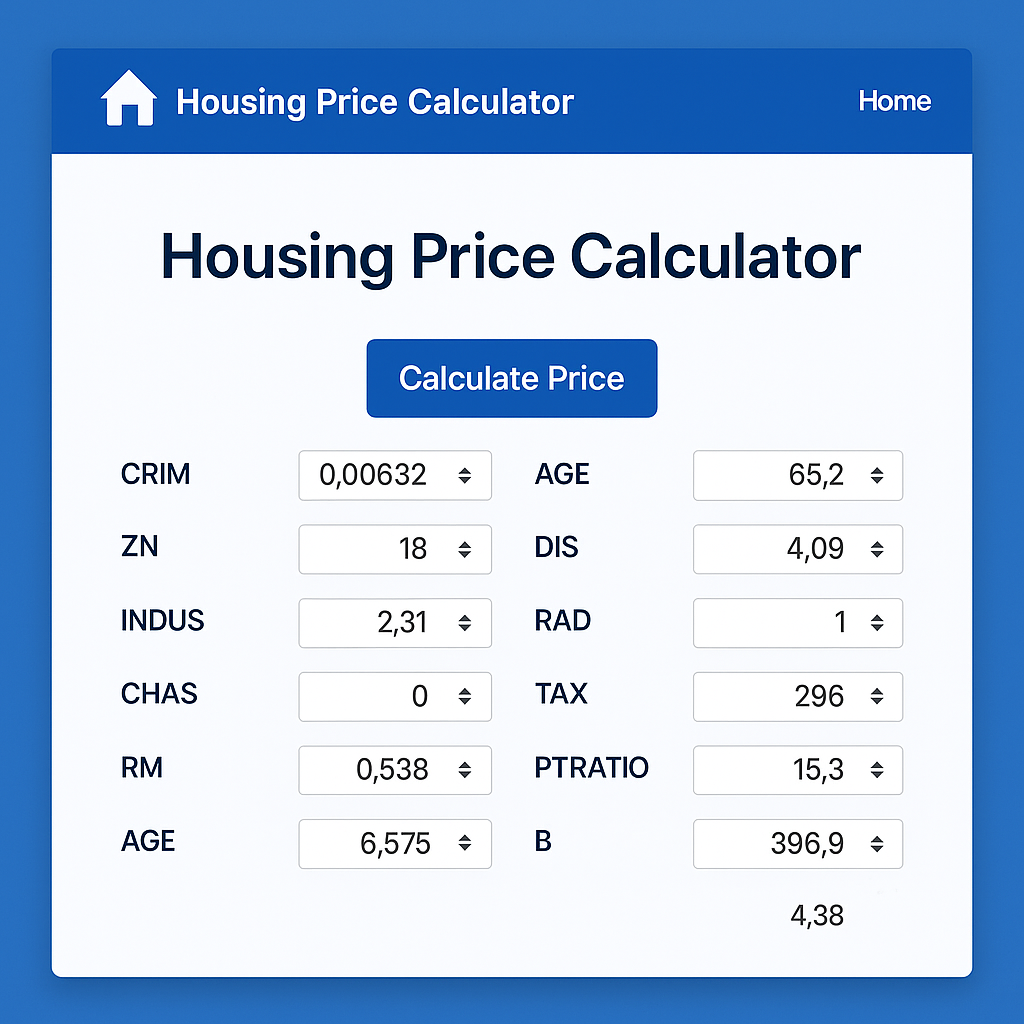 Housing Price Calculator Home
Housing Price Calculator
Calculate Price
CRIM 0,00632 AGE 65,2
ZN 18 DIS 4,09
INDUS 2,31 RAD 1
CHAS 0 TAX 296
RM 0,538 PTRATIO 15,3
AGE 6,575 B 396,9
4,38